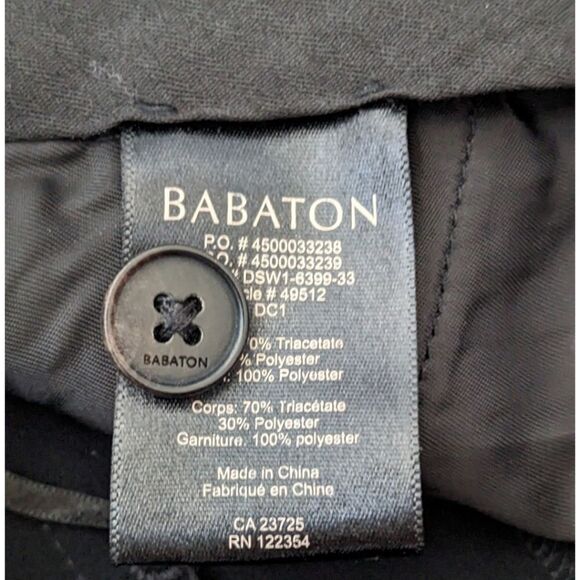 BABATON
P.O. # 4500033238
# 4500033239
# DSW1-6399-33
# 49512
DC1
Triacetate
% Polyester
100% Polyester
BABATON
Corps: 70% Triacétate
30% Polyester
Garniture. 100% polyester
Made in China
Fabriqué en Chine
CA 23725
RN 122354